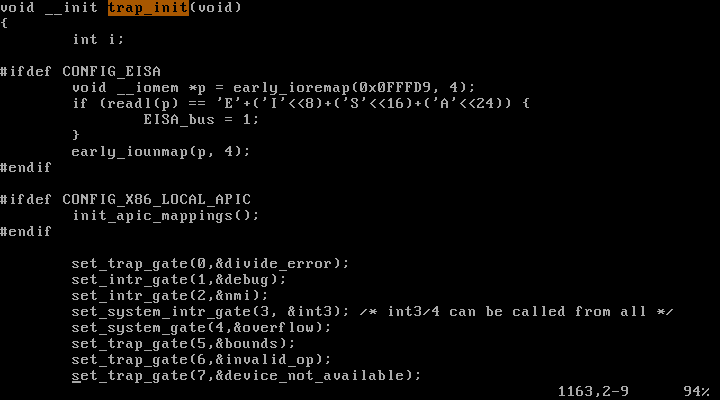 void __init trap_init(void)
{
        int i;

#ifdef CONFIG_EISA
        void __iomem *p = early_ioremap(0x0FFFD9, 4);
        if (readl(p) == 'E'+('I'<<8)+('S'<<16)+('A'<<24)) {
                EISA_bus = 1;
        }
        early_iounmap(p, 4);
#endif

#ifdef CONFIG_X86_LOCAL_APIC
        init_apic_mappings();
#endif

        set_trap_gate(0,&divide_error);
        set_intr_gate(1,&debug);
        set_intr_gate(2,&nmi);
        set_system_intr_gate(3, &int3); /* int3/4 can be called from all */
        set_system_gate(4,&overflow);
        set_trap_gate(5,&bounds);
        set_trap_gate(6,&invalid_op);
        set_trap_gate(7,&device_not_available);
                                                              1163,2-9      94%